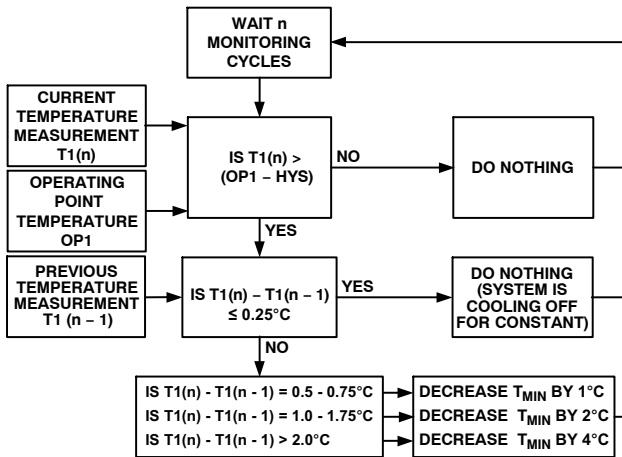 WAIT n
MONITORING
CYCLES
CURRENT
TEMPERATURE
MEASUREMENT
T1(n)
IS T1(n) >
(OP1 – HYS)
NO
DO NOTHING
OPERATING
POINT
TEMPERATURE
OP1
YES
PREVIOUS
TEMPERATURE
MEASUREMENT
T1 (n – 1)
IS T1(n) – T1(n – 1)
≤ 0.25°C
YES
DO NOTHING
(SYSTEM IS
COOLING OFF
FOR CONSTANT)
NO
IS T1(n) - T1(n - 1) = 0.5 - 0.75°C
DECREASE TMIN BY 1°C
IS T1(n) - T1(n - 1) = 1.0 - 1.75°C
DECREASE TMIN BY 2°C
IS T1(n) - T1(n - 1) > 2.0°C
DECREASE TMIN BY 4°C